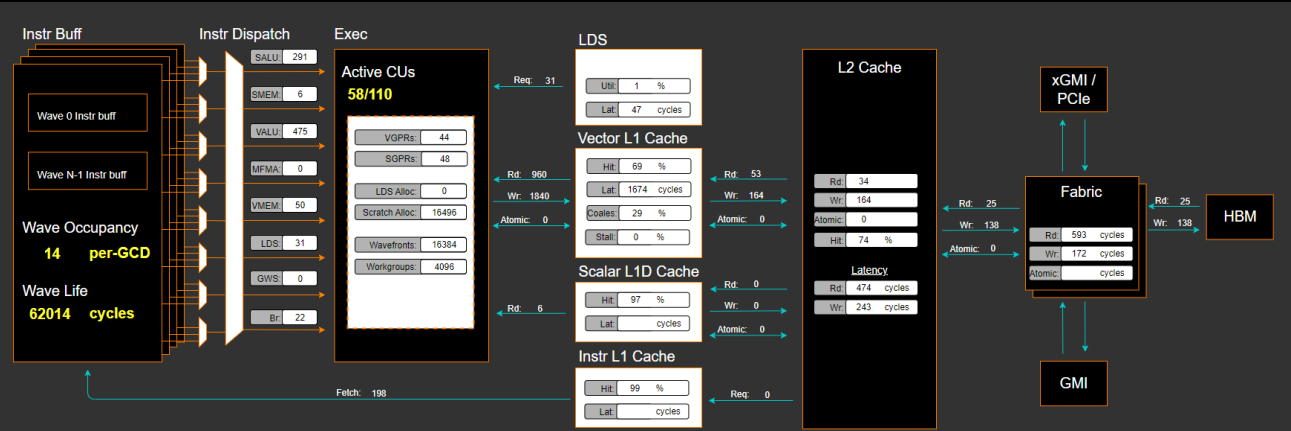 Instr Buff
Wave 0 Instr buff
Wave N-1 Instr buff
Wave Occupancy
14 per-GCD
Wave Life
62014 cycles
Instr Dispatch
SALU: 291
SMEM: 6
VALU: 475
MFMA: 0
VMEM: 50
LDS: 31
GWS: 0
Br: 22
Exec
Active CUs
58/110
VGPRs: 44
SGPRs: 48
LDS Alloc: 0
Scratch Alloc: 16496
Wavefronts: 16384
Workgroups: 4096
Req: 31
Rd: 960
Wr: 1840
Atomic: 0
Rd: 6
Fetch: 198
LDS
Util: 1 %
Lat: 47 cycles
Vector L1 Cache
Hit: 69 %
Lat: 1674 cycles
Coales: 29 %
Stall: 0 %
Scalar L1D Cache
Hit: 97 %
Lat: cycles
Instr L1 Cache
Hit: 99 %
Lat: cycles
Rd: 53
Wr: 164
Atomic: 0
Rd: 0
Wr: 0
Atomic: 0
Req: 0
L2 Cache
Rd: 34
Wr: 164
Atomic: 0
Hit: 74 %
Latency
Rd: 474 cycles
Wr: 243 cycles
Rd: 25
Wr: 138
Atomic: 0
xGMI /
PCIe
Fabric
Rd: 593 cycles
Wr: 172 cycles
Atomic: cycles
GMI
Rd: 25
Wr: 138
HBM